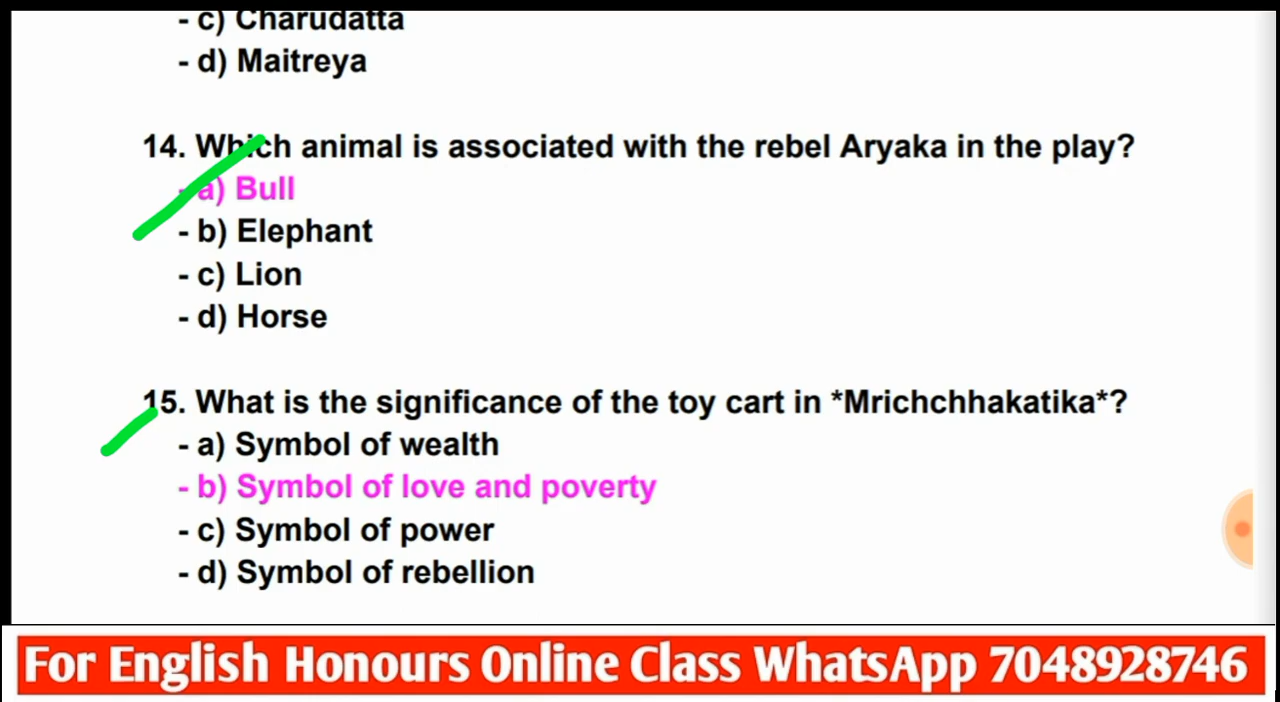 - c) Charudatta
- d) Maitreya
14. Which animal is associated with the rebel Aryaka in the play?
- a) Bull
- b) Elephant
- c) Lion
- d) Horse
15. What is the significance of the toy cart in *Mrichchhakatika*?
- a) Symbol of wealth
- b) Symbol of love and poverty
- c) Symbol of power
- d) Symbol of rebellion
For English Honours Online Class WhatsApp 7048928746